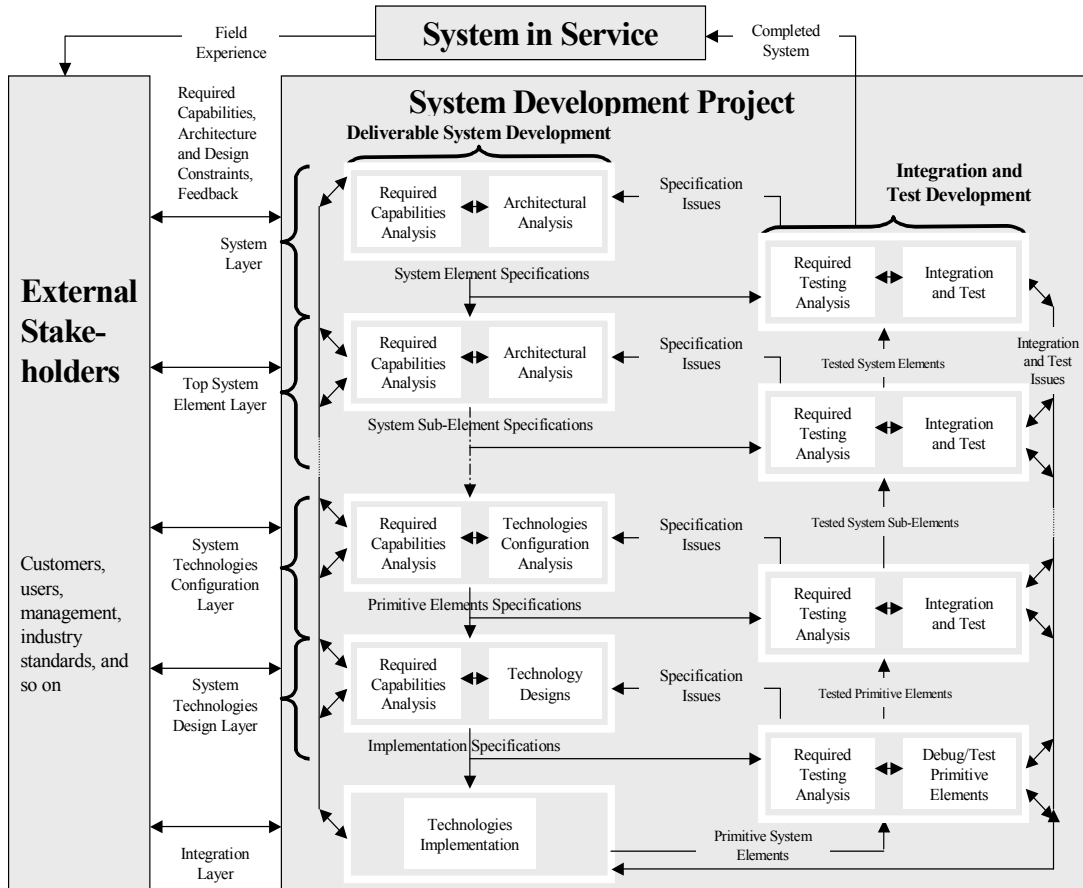 System in Service
Field
Experience
Completed
System
Required
Capabilities,
Architecture
and Design
Constraints,
Feedback
System Development Project
Deliverable System Development
Integration and
Test Development
External
Stake-
holders
Customers,
users,
management,
industry
standards, and
so on
System
Layer
Top System
Element Layer
System
Technologies
Configuration
Layer
System
Technologies
Design Layer
Integration
Layer
Required
Capabilities
Analysis
Architectural
Analysis
Specification
Issues
System Element Specifications
Required
Testing
Analysis
Integration
and Test
Required
Capabilities
Analysis
Architectural
Analysis
Specification
Issues
Tested System Elements
Integration
and Test
Issues
System Sub-Element Specifications
Required
Testing
Analysis
Integration
and Test
Required
Capabilities
Analysis
Technologies
Configuration
Analysis
Specification
Issues
Tested System Sub-Elements
Primitive Elements Specifications
Required
Testing
Analysis
Integration
and Test
Required
Capabilities
Analysis
Technology
Designs
Specification
Issues
Tested Primitive Elements
Implementation Specifications
Required
Testing
Analysis
Debug/Test
Primitive
Elements
Technologies
Implementation
Primitive System
Elements